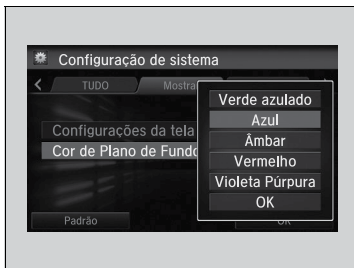 Configuração de sistema
TUDO
Mostra
Configurações da tela
Cor de Plano de Fundo
Verde azulado
Azul
Âmbar
Vermelho
Violeta Púrpura
OK
Padrão
OK